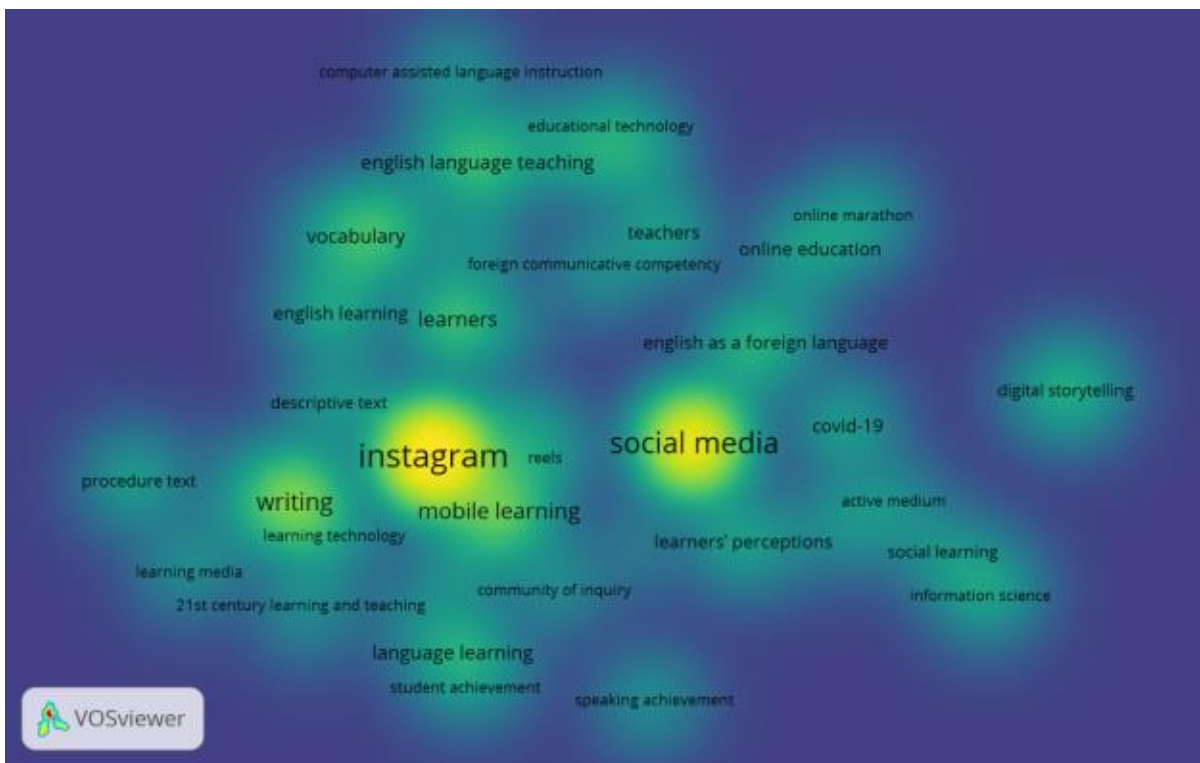 computer assisted language instruction
educational technology
english language teaching
online marathon
vocabulary
teachers
online education
foreign communicative competency
english learning
learners
english as a foreign language
digital storytelling
descriptive text
covid-19
social media
instagram
reels
procedure text
writing
mobile learning
active medium
learning technology
learners' perceptions
social learning
learning media
community of inquiry
information science
21st century learning and teaching
language learning
student achievement
speaking achievement
VOSviewer